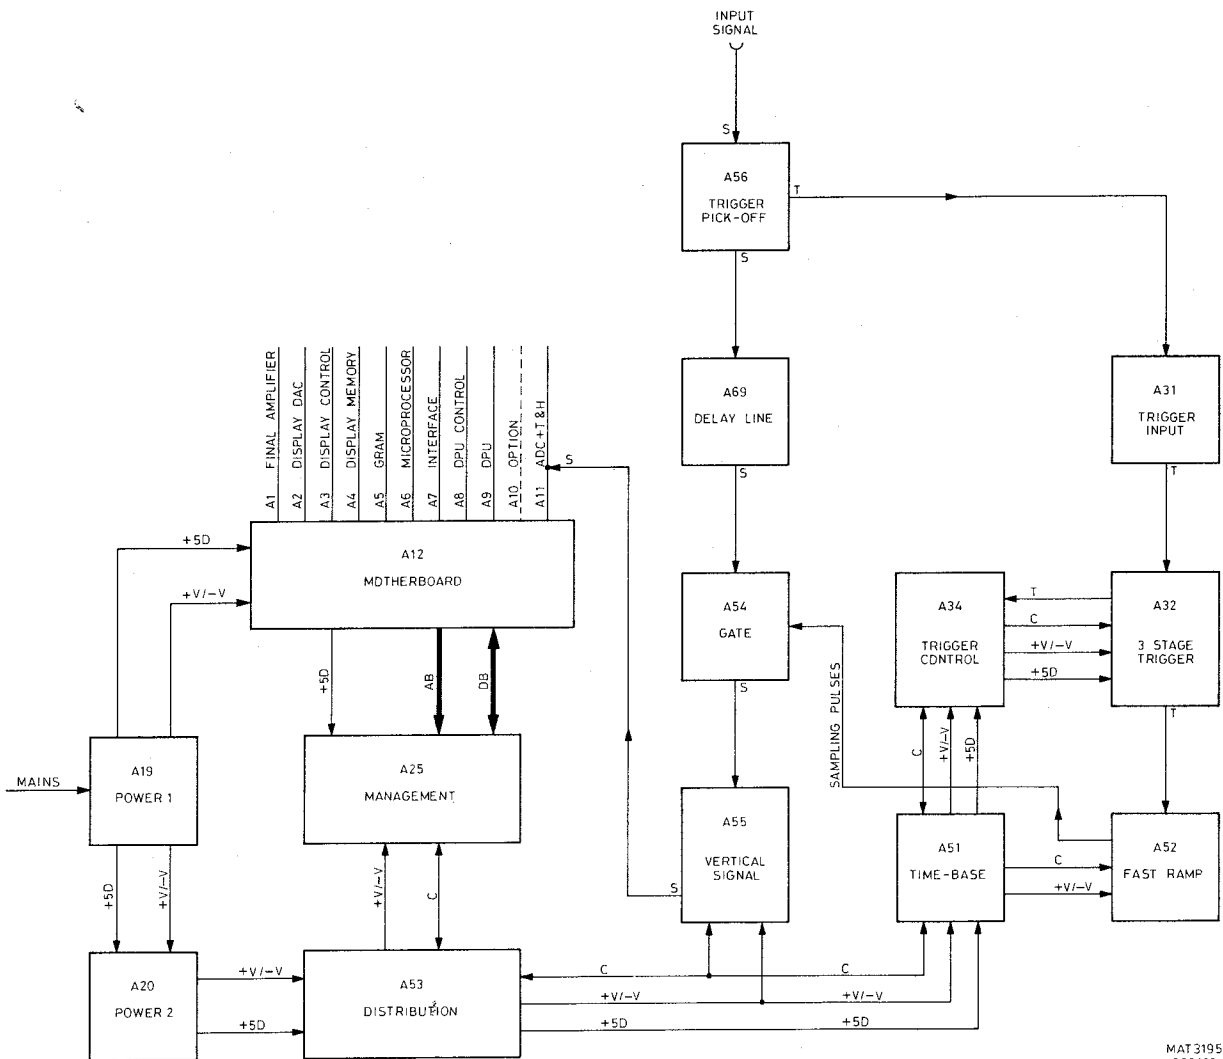 INPUT
SIGNAL
S
A56
TRIGGER
PICK-OFF
T
S
A69
DELAY LINE
S
A31
TRIGGER
INPUT
T
A1 FINAL AMPLIFIER
A2 DISPLAY DAC
A3 DISPLAY CONTROL
A4 DISPLAY MEMORY
A5 GRAM
A6 MICROPROCESSOR
A7 INTERFACE
A8 DPU CONTROL
A9 DPU
A10 OPTION
A11 ADC+T&H
S
+5D
+V/-V
A12
MOTHERBOARD
+5D
AB
DB
A54
GATE
S
SAMPLING PULSES
A34
TRIGGER
CONTROL
T
C
+V/-V
+5D
A32
3 STAGE
TRIGGER
T
C
+V/-V
+5D
MAINS
A19
POWER 1
A25
MANAGEMENT
A55
VERTICAL
SIGNAL
S
A51
TIME-BASE
C
+V/-V
A52
FAST RAMP
+5D
+V/-V
+V/-V
C
A20
POWER 2
+V/-V
+5D
A53
DISTRIBUTION
C
C
+V/-V
+V/-V
+5D
+5D
MAT3195